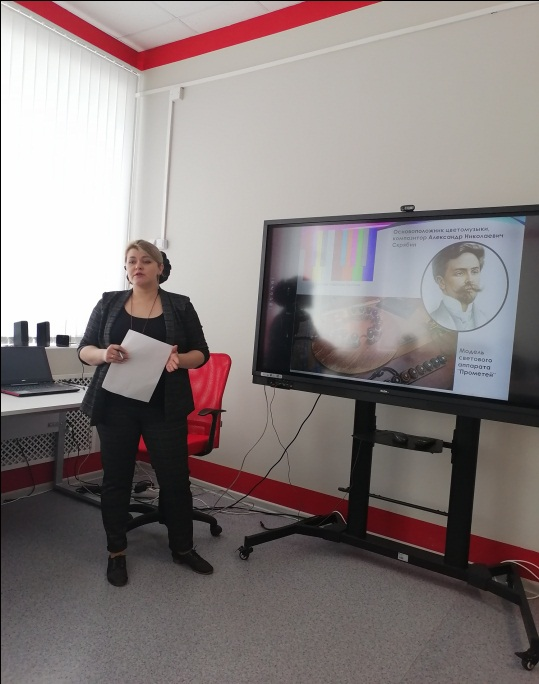 Основоположник цветомузыки,
композитор Александр Николаевич
Скрябин
Модель
светового
аппарата
"Прометей"